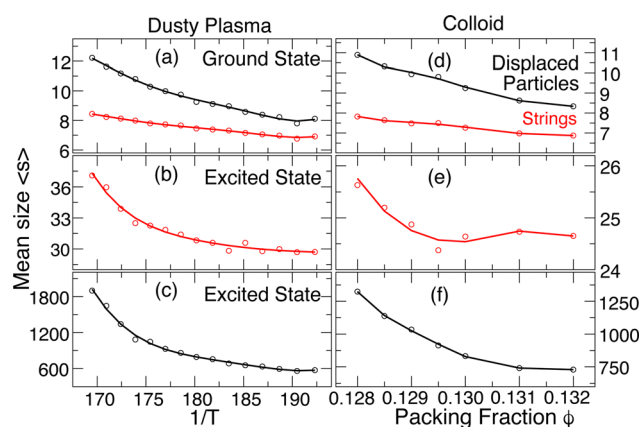 Dusty Plasma Colloid
(a) Ground State
(d) Displaced
Particles
Strings
12
10
8
6
11
10
9
8
7
Mean size <s>
(b) Excited State
(e)
36
33
30
26
25
24
(c) Excited State
(f)
1800
1200
600
1250
1000
750
170 175 180 185 190
0.128 0.129 0.130 0.131 0.132
1/T
Packing Fraction ϕ